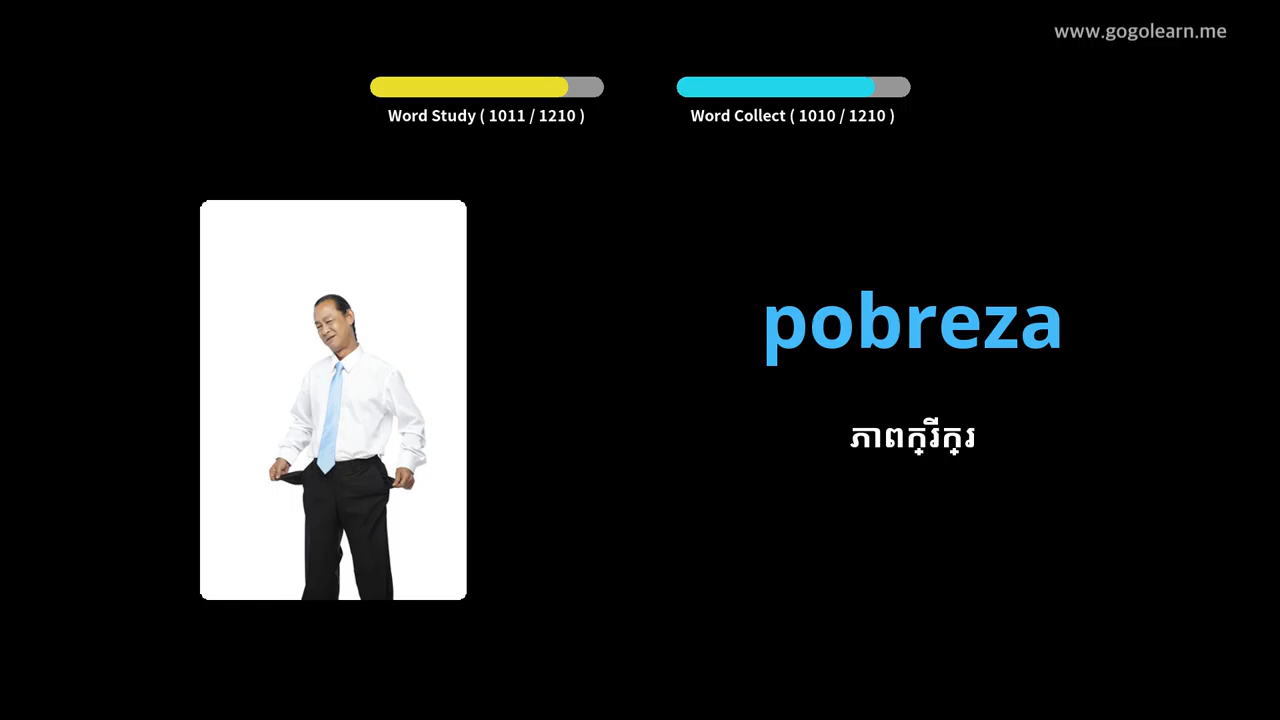 www.gogolearn.me
Word Study ( 1011 / 1210 )
Word Collect ( 1010 / 1210 )
pobreza
ភាពក្រីក្រ